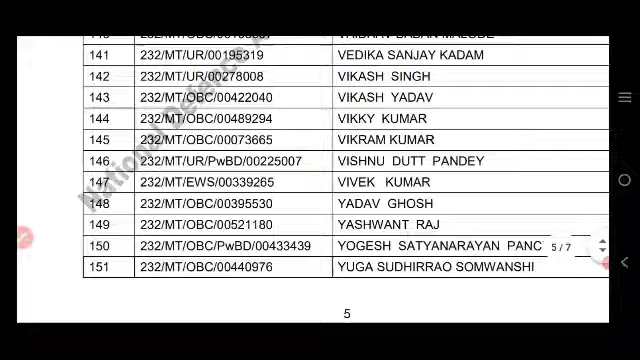 141 232/MT/UR/00195319 VEDIKA SANJAY KADAM
142 232/MT/UR/00278008 VIKASH SINGH
143 232/MT/OBC/00422040 VIKASH YADAV
144 232/MT/OBC/00489294 VIKKY KUMAR
145 232/MT/OBC/00073665 VIKRAM KUMAR
146 232/MT/UR/PwBD/00225007 VISHNU DUTT PANDEY
147 232/MT/EWS/00339265 VIVEK KUMAR
148 232/MT/OBC/00395530 YADAV GHOSH
149 232/MT/OBC/00521180 YASHWANT RAJ
150 232/MT/OBC/PwBD/00433439 YOGESH SATYANARAYAN PANC
5/7
151 232/MT/OBC/00440976 YUGA SUDHIRRAO SOMWANSHI
5
National Defence A